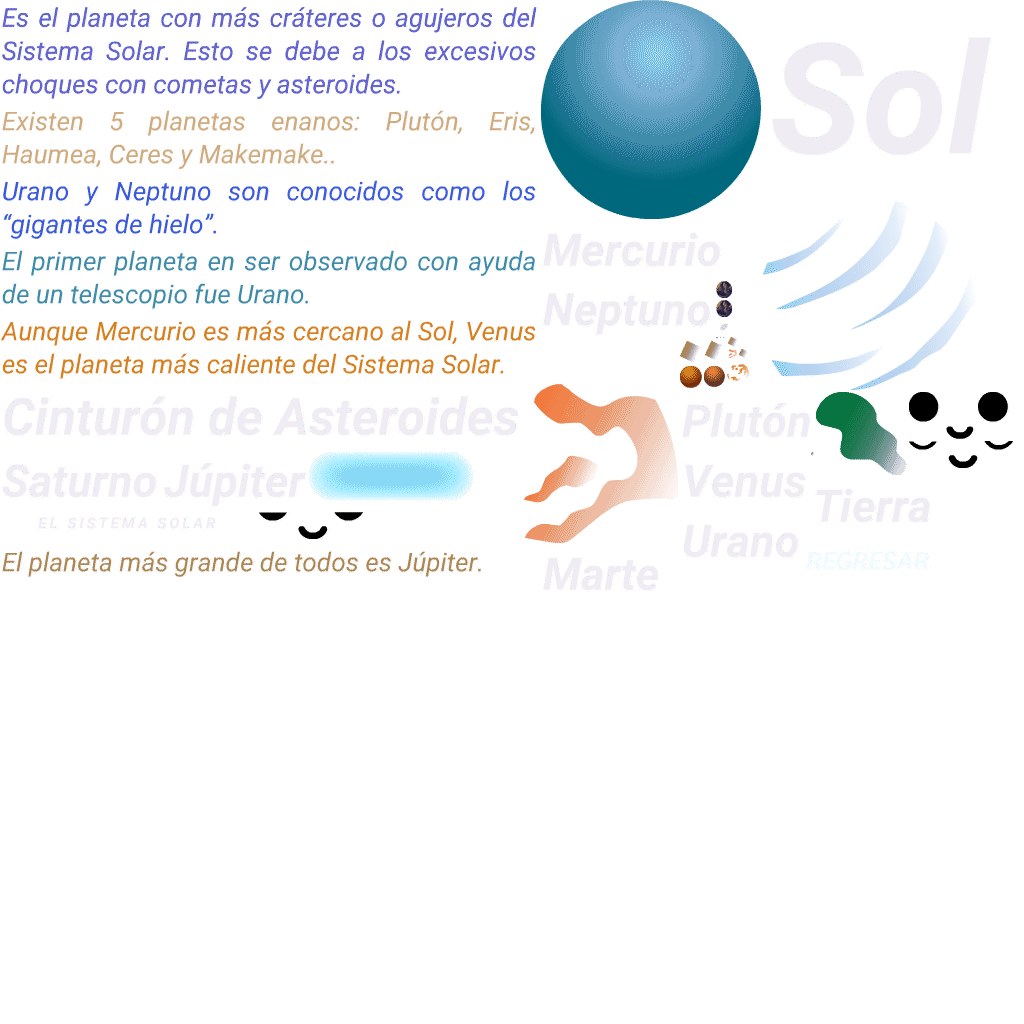 Es el planeta con más cráteres o agujeros del
Sistema Solar. Esto se debe a los excesivos
choques con cometas y asteroides.
Existen 5 planetas enanos: Plutón, Eris,
Haumea, Ceres y Makemake..
Urano y Neptuno son conocidos como los
“gigantes de hielo”.
El primer planeta en ser observado con ayuda
de un telescopio fue Urano.
Aunque Mercurio es más cercano al Sol, Venus
es el planeta más caliente del Sistema Solar.
Cinturón de Asteroides
Saturno
Júpiter
EL SISTEMA SOLAR
El planeta más grande de todos es Júpiter.
Sol
Mercurio
Neptuno
Plutón
Venus
Urano
Tierra
REGRESAR
Marte